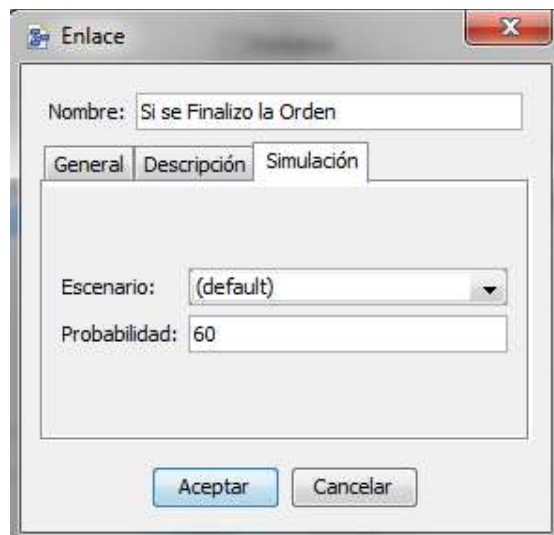 Enlace
Nombre: Si se Finalizo la Orden
General Descripción Simulación
Escenario: (default)
Probabilidad: 60
Aceptar Cancelar